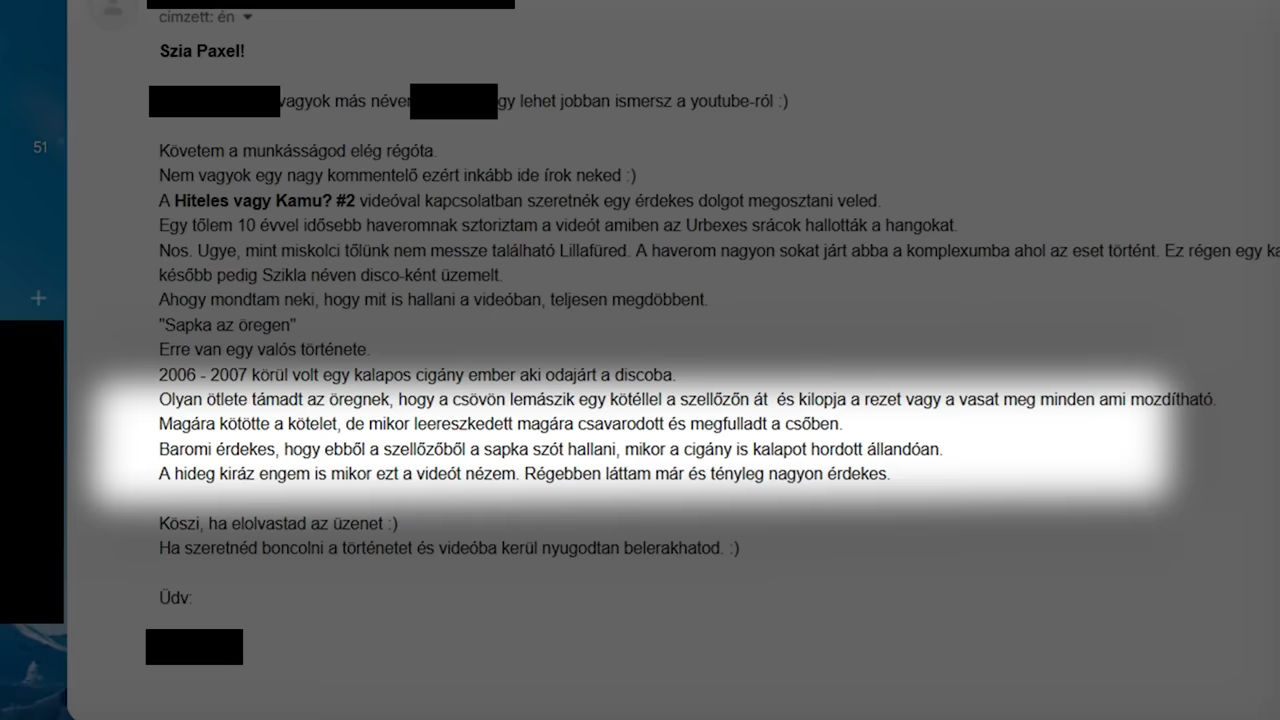 címzett: én
Szia Paxel!
vagyok más néven gy lehet jobban ismersz a youtube-ról :)
51
Követem a munkásságod elég régóta.
Nem vagyok egy nagy kommentelő ezért inkább ide írok neked :)
A Hiteles vagy Kamu? #2 videóval kapcsolatban szeretnék egy érdekes dolgot megosztani veled.
Egy tőlem 10 évvel idősebb haveromnak sztoriztam a videót amiben az Urbexes srácok hallották a hangokat.
Nos. Ugye, mint miskolci tőlünk nem messze található Lillafüred. A haverom nagyon sokat járt abba a komplexumba ahol az eset történt. Ez régen egy
később pedig Szikla néven disco-ként üzemelt.
Ahogy mondtam neki, hogy mit is hallani a videóban, teljesen megdöbbent.
"Sapka az öregen"
Erre van egy valós története.
2006 - 2007 körül volt egy kalapos cigány ember aki odajárt a discoba.
Olyan ötlete támadt az öregnek, hogy a csövön lemászik egy kötéllel a szellőzőn át és kilopja a rezet vagy a vasat meg minden ami mozdítható.
Magára kötötte a kötelet, de mikor leereszkedett magára csavarodott és megfulladt a csőben.
Baromi érdekes, hogy ebből a szellőzőből a sapka szót hallani, mikor a cigány is kalapot hordott állandóan.
A hideg kiráz engem is mikor ezt a videót nézem. Régebben láttam már és tényleg nagyon érdekes.
Köszi, ha elolvastad az üzenet :)
Ha szeretnéd boncolni a történetet és videóba kerül nyugodtan belerakhatod. :)
Üdv: